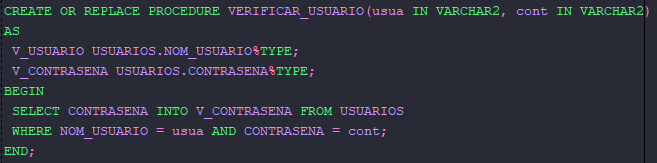 CREATE OR REPLACE PROCEDURE VERIFICAR_USUARIO(usua IN VARCHAR2, cont IN VARCHAR2)
AS
V_USUARIO USUARIOS.NOM_USUARIO%TYPE;
V_CONTRASENA USUARIOS.CONTRASENA%TYPE;
BEGIN
SELECT CONTRASENA INTO V_CONTRASENA FROM USUARIOS
WHERE NOM_USUARIO = usua AND CONTRASENA = cont;
END;